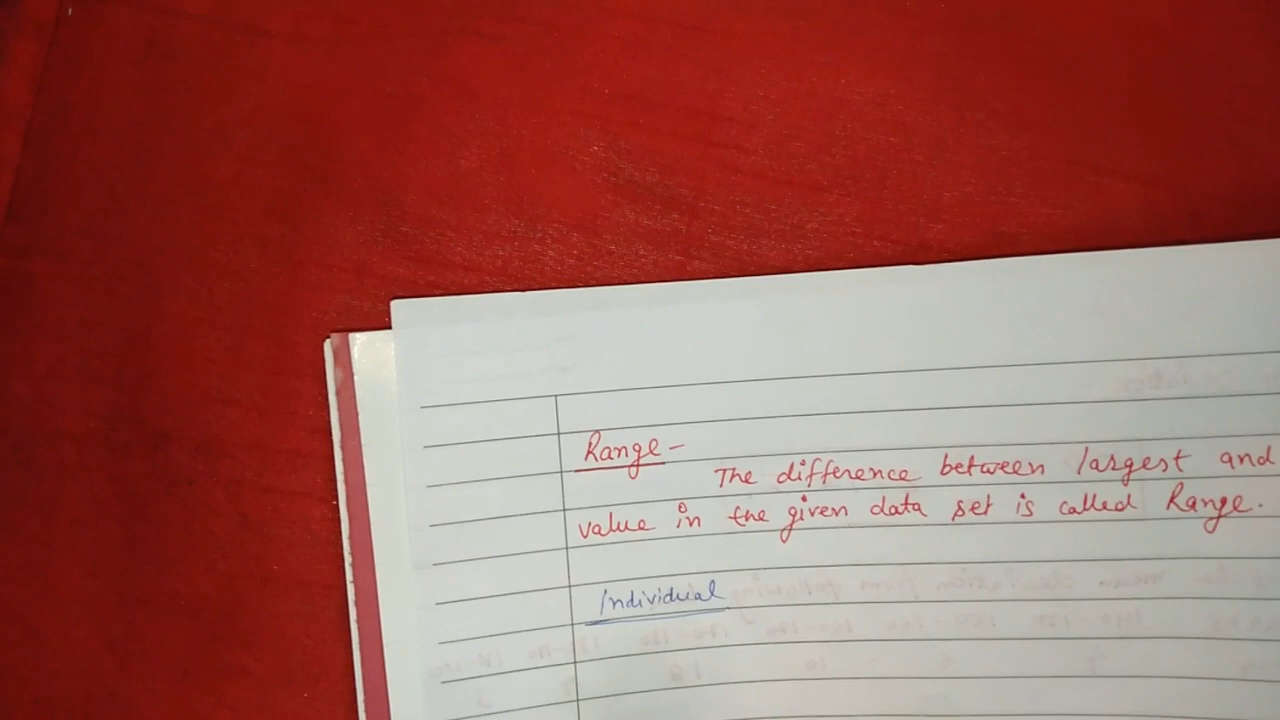 Range -
The difference between largest and
value in the given data set is called Range.
Individual